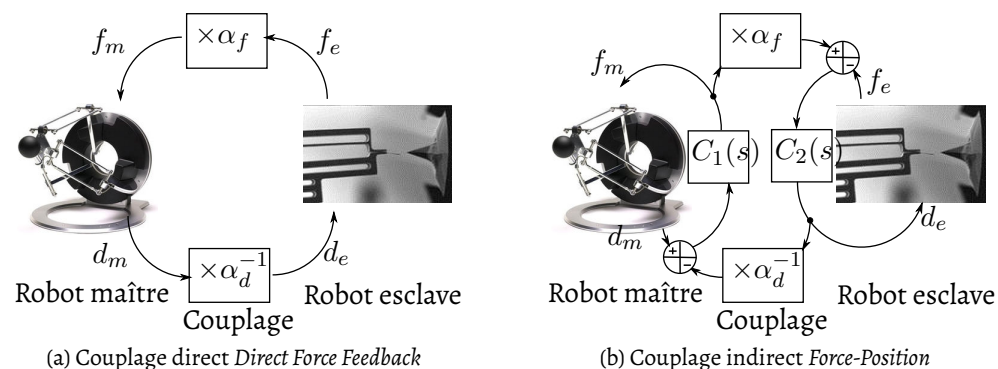 ×α_f
f_m
f_e
d_m
d_e
×α_d^{-1}
Robot maître
Robot esclave
Couplage
(a) Couplage direct Direct Force Feedback
×α_f
+
−
f_m
f_e
C_1(s)
C_2(s)
d_m
d_e
+
−
×α_d^{-1}
Robot maître
Robot esclave
Couplage
(b) Couplage indirect Force-Position